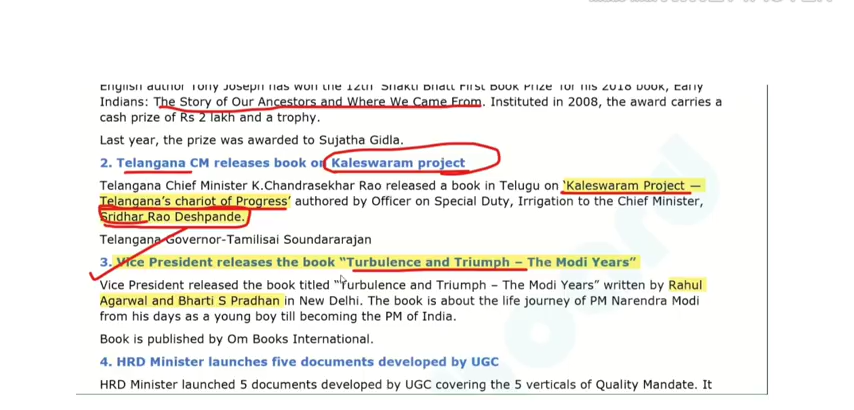 English author Tony Joseph has won the 12th Shakti Bhatt First Book Prize for his 2018 book, Early
Indians: The Story of Our Ancestors and Where We Came From. Instituted in 2008, the award carries a
cash prize of Rs 2 lakh and a trophy.
Last year, the prize was awarded to Sujatha Gidla.
2. Telangana CM releases book on Kaleswaram project
Telangana Chief Minister K.Chandrasekhar Rao released a book in Telugu on 'Kaleswaram Project —
Telangana's chariot of Progress' authored by Officer on Special Duty, Irrigation to the Chief Minister,
Sridhar Rao Deshpande.
Telangana Governor-Tamilisai Soundararajan
3. Vice President releases the book "Turbulence and Triumph – The Modi Years"
Vice President released the book titled "Turbulence and Triumph – The Modi Years" written by Rahul
Agarwal and Bharti S Pradhan in New Delhi. The book is about the life journey of PM Narendra Modi
from his days as a young boy till becoming the PM of India.
Book is published by Om Books International.
4. HRD Minister launches five documents developed by UGC
HRD Minister launched 5 documents developed by UGC covering the 5 verticals of Quality Mandate. It